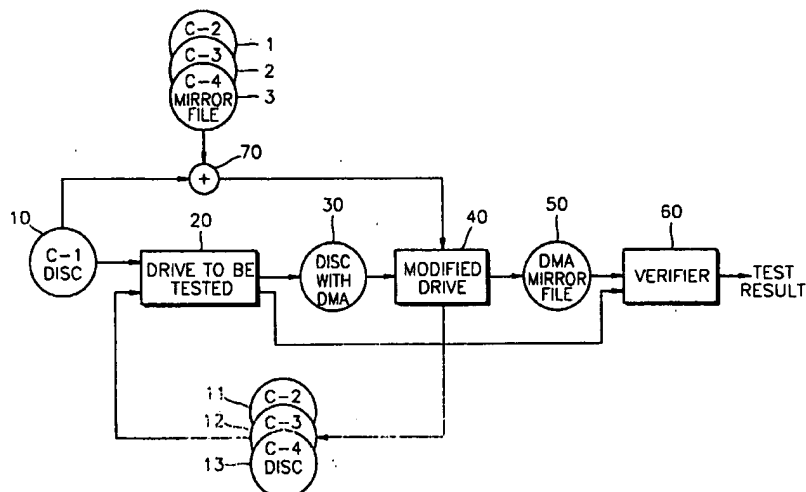 C-2
1
C-3
2
C-4
MIRROR
FILE
3
70
+
10
C-1
DISC
20
DRIVE TO BE
TESTED
30
DISC
WITH
DMA
40
MODIFIED
DRIVE
50
DMA
MIRROR
FILE
60
VERIFIER
TEST
RESULT
11
C-2
12
C-3
13
C-4
DISC